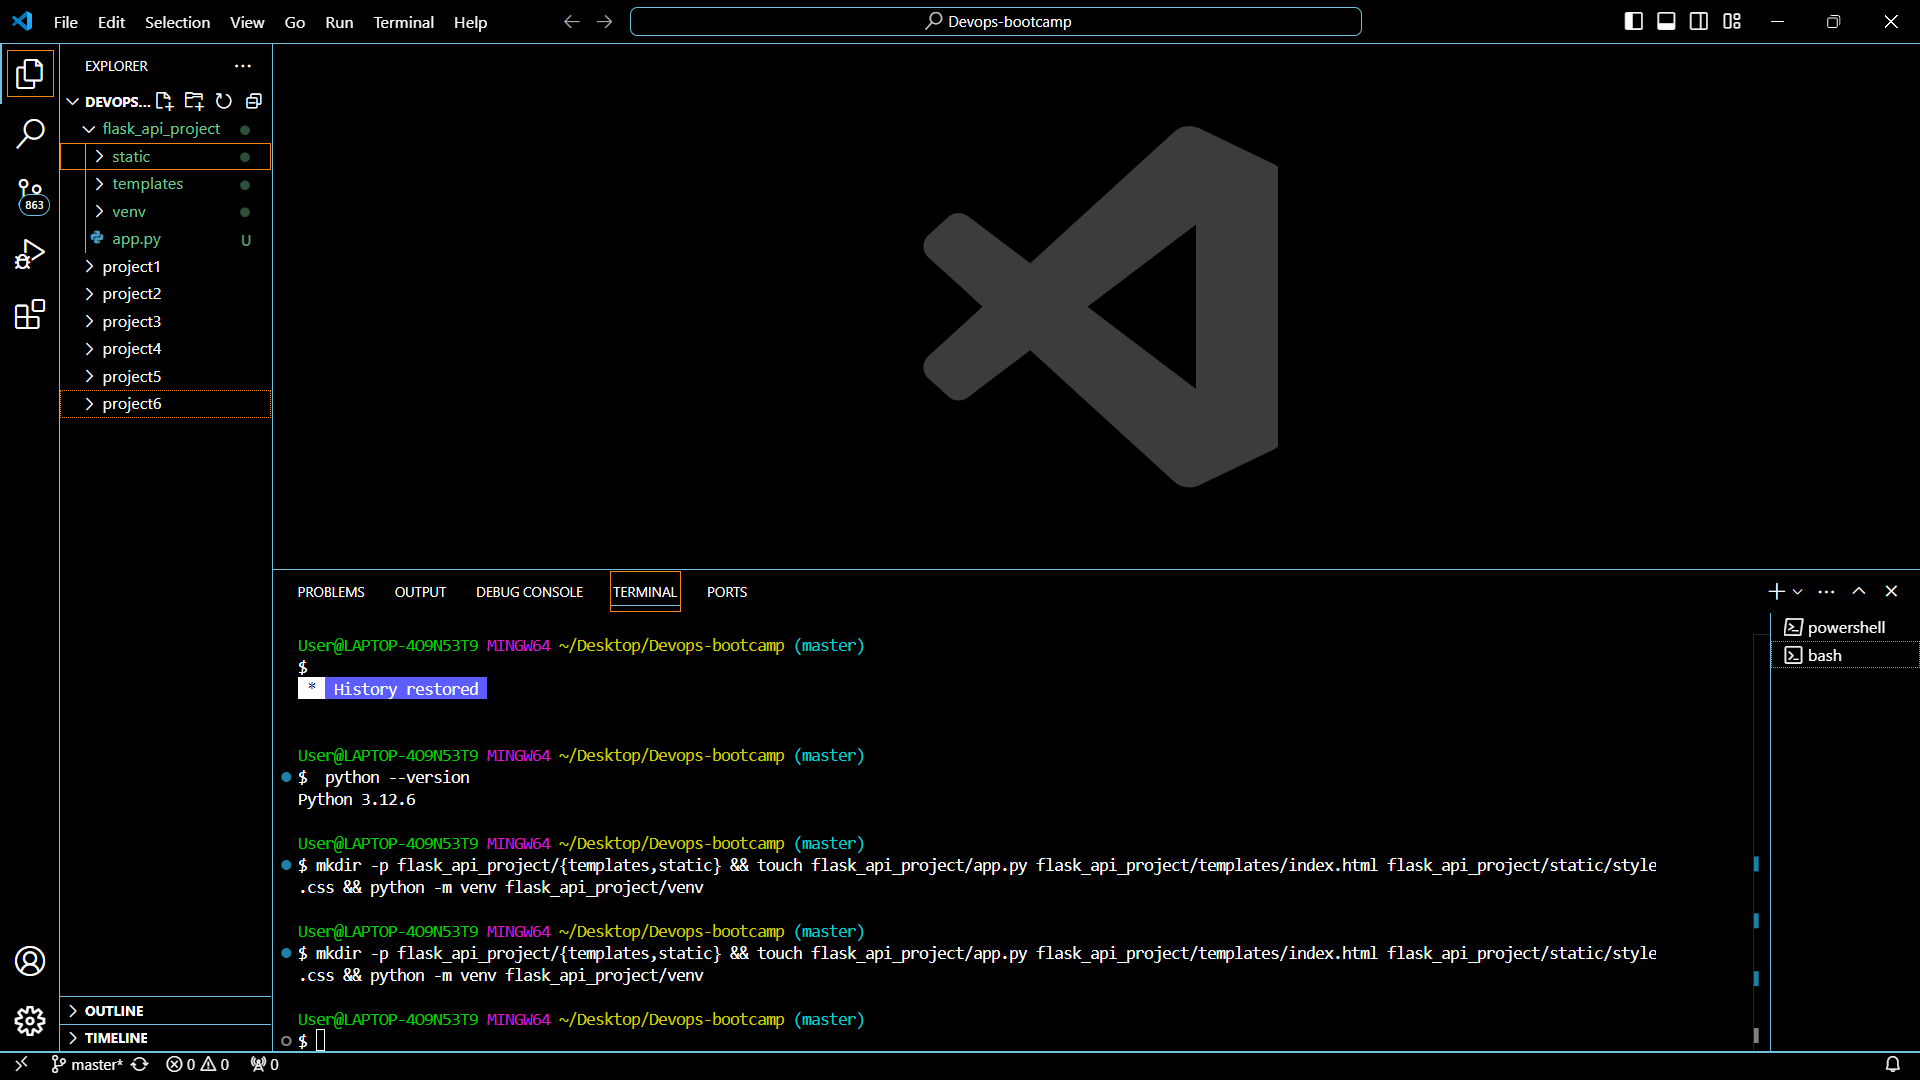 File Edit Selection View Go Run Terminal Help
Devops-bootcamp
EXPLORER
DEVOPS...
flask_api_project
static
templates
venv
app.py U
project1
project2
project3
project4
project5
project6
863
OUTLINE
TIMELINE
PROBLEMS OUTPUT DEBUG CONSOLE TERMINAL PORTS
powershell
bash
User@LAPTOP-4O9N53T9 MINGW64 ~/Desktop/Devops-bootcamp (master)
$
* History restored
User@LAPTOP-4O9N53T9 MINGW64 ~/Desktop/Devops-bootcamp (master)
$  python --version
Python 3.12.6
User@LAPTOP-4O9N53T9 MINGW64 ~/Desktop/Devops-bootcamp (master)
$ mkdir -p flask_api_project/{templates,static} && touch flask_api_project/app.py flask_api_project/templates/index.html flask_api_project/static/style
.css && python -m venv flask_api_project/venv
User@LAPTOP-4O9N53T9 MINGW64 ~/Desktop/Devops-bootcamp (master)
$ mkdir -p flask_api_project/{templates,static} && touch flask_api_project/app.py flask_api_project/templates/index.html flask_api_project/static/style
.css && python -m venv flask_api_project/venv
User@LAPTOP-4O9N53T9 MINGW64 ~/Desktop/Devops-bootcamp (master)
$
master* 0 0 0